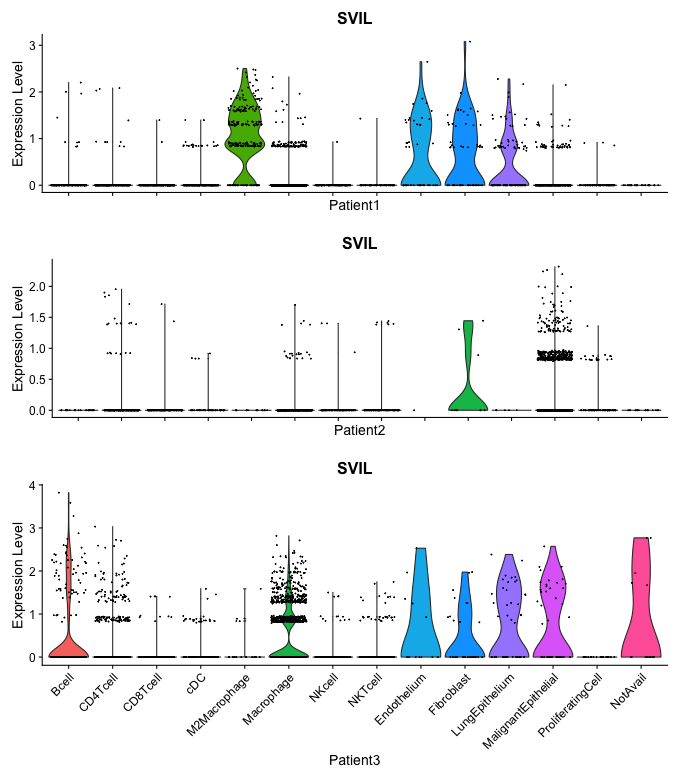 SVIL
Expression Level
3
2
1
0
Patient1
SVIL
Expression Level
2.0
1.5
1.0
0.5
0.0
Patient2
SVIL
Expression Level
4
3
2
1
0
Bcell
CD4Tcell
CD8Tcell
cDC
M2Macrophage
Macrophage
NKcell
NKTcell
Endothelium
Fibroblast
LungEpithelium
MalignantEpithelial
ProliferatingCell
NotAvail
Patient3